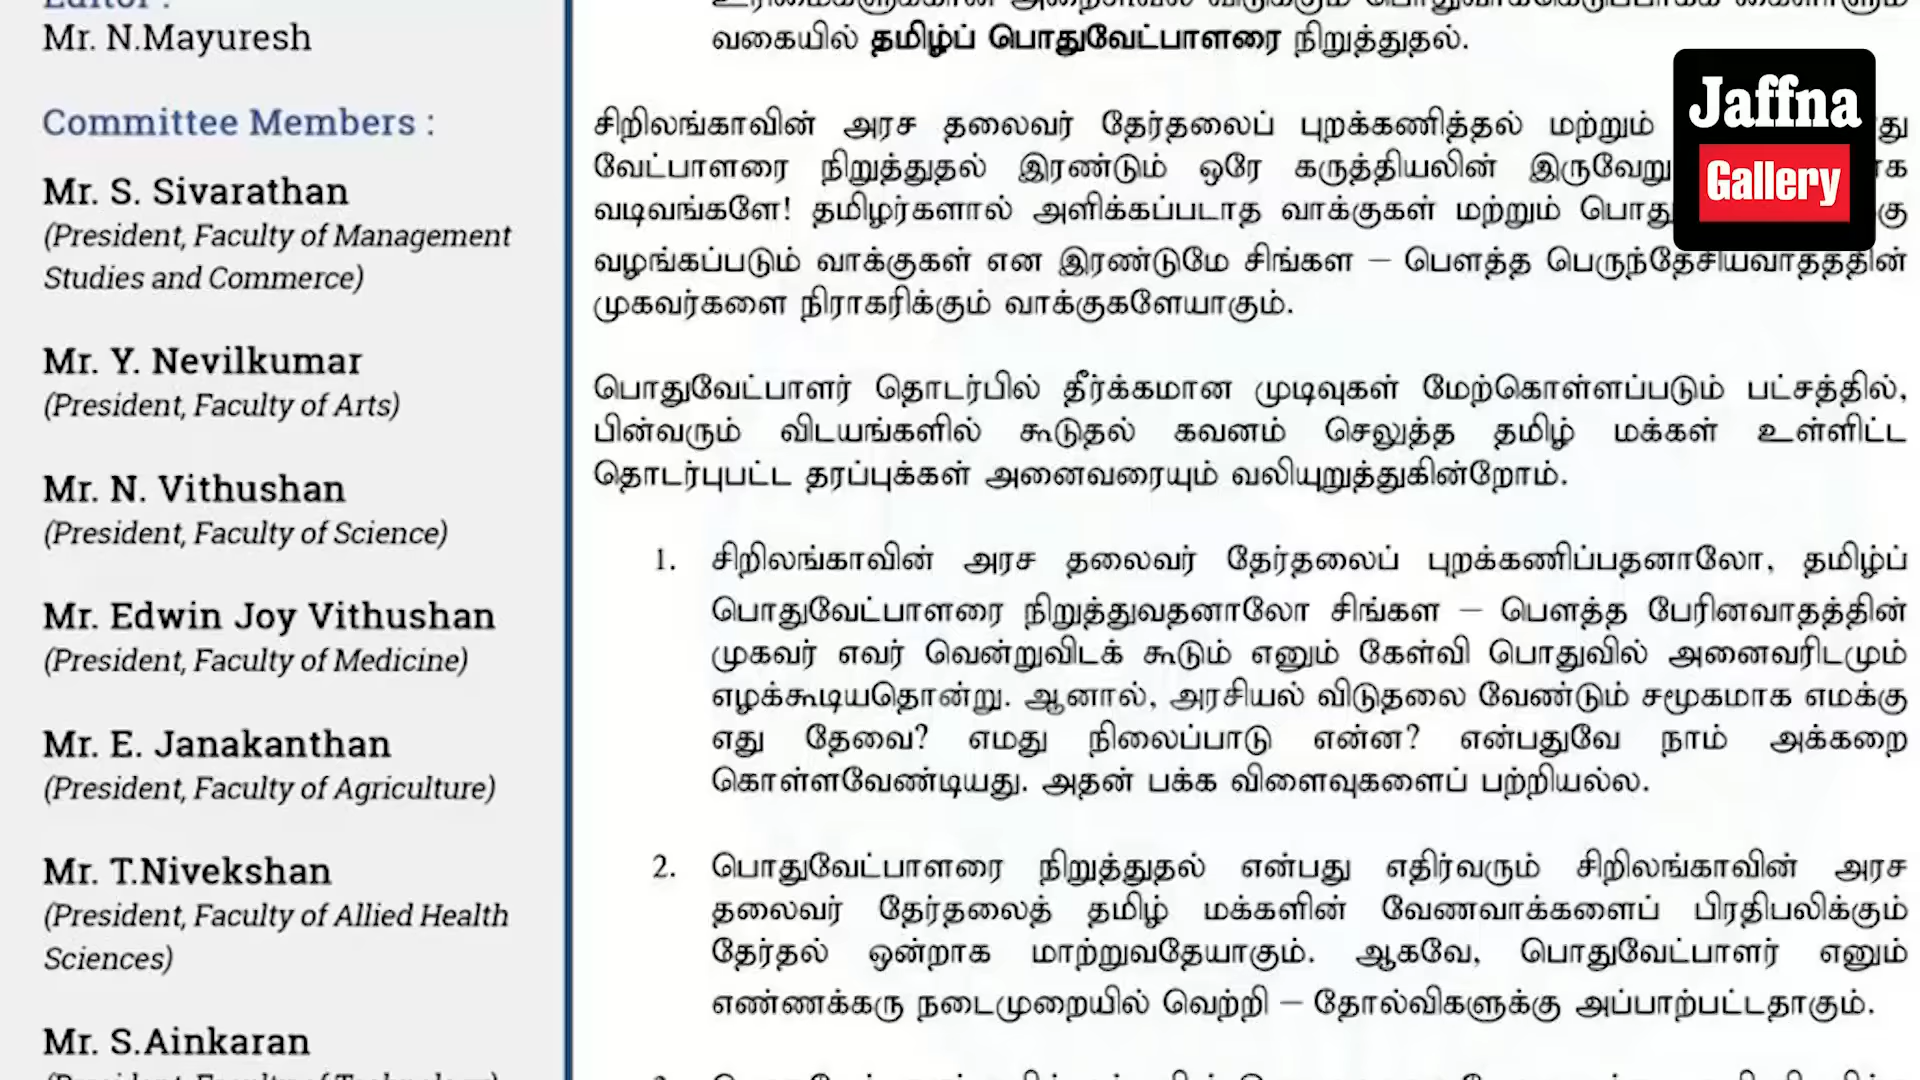 Editor :
Mr. N.Mayuresh
Committee Members :
Mr. S. Sivarathan
(President, Faculty of Management
Studies and Commerce)
Mr. Y. Nevilkumar
(President, Faculty of Arts)
Mr. N. Vithushan
(President, Faculty of Science)
Mr. Edwin Joy Vithushan
(President, Faculty of Medicine)
Mr. E. Janakanthan
(President, Faculty of Agriculture)
Mr. T.Nivekshan
(President, Faculty of Allied Health
Sciences)
Mr. S.Ainkaran
(President, Faculty of Technology)
வகையில் தமிழ்ப் பொதுவேட்பாளரை நிறுத்துதல்.
சிறிலங்காவின் அரச தலைவர் தேர்தலைப் புறக்கணித்தல் மற்றும்
வேட்பாளரை நிறுத்துதல் இரண்டும் ஒரே கருத்தியலின் இருவேறு
வடிவங்களே! தமிழர்களால் அளிக்கப்படாத வாக்குகள் மற்றும்
வழங்கப்படும் வாக்குகள் என இரண்டுமே சிங்கள – பௌத்த பெருந்தேசியவாதத்தின்
முகவர்களை நிராகரிக்கும் வாக்குகளேயாகும்.
பொதுவேட்பாளர் தொடர்பில் தீர்க்கமான முடிவுகள் மேற்கொள்ளப்படும் பட்சத்தில்,
பின்வரும் விடயங்களில் கூடுதல் கவனம் செலுத்த தமிழ் மக்கள் உள்ளிட்ட
தொடர்புபட்ட தரப்புக்கள் அனைவரையும் வலியுறுத்துகின்றோம்.
1. சிறிலங்காவின் அரச தலைவர் தேர்தலைப் புறக்கணிப்பதனாலோ, தமிழ்ப்
பொதுவேட்பாளரை நிறுத்துவதனாலோ சிங்கள – பௌத்த பேரினவாதத்தின்
முகவர் எவர் வென்றுவிடக் கூடும் எனும் கேள்வி பொதுவில் அனைவரிடமும்
எழக்கூடியதொன்று. ஆனால், அரசியல் விடுதலை வேண்டும் சமூகமாக எமக்கு
எது தேவை? எமது நிலைப்பாடு என்ன? என்பதுவே நாம் அக்கறை
கொள்ளவேண்டியது. அதன் பக்க விளைவுகளைப் பற்றியல்ல.
2. பொதுவேட்பாளரை நிறுத்துதல் என்பது எதிர்வரும் சிறிலங்காவின் அரச
தலைவர் தேர்தலைத் தமிழ் மக்களின் வேணவாக்களைப் பிரதிபலிக்கும்
தேர்தல் ஒன்றாக மாற்றுவதேயாகும். ஆகவே, பொதுவேட்பாளர் எனும்
எண்ணக்கரு நடைமுறையில் வெற்றி – தோல்விகளுக்கு அப்பாற்பட்டதாகும்.
Jaffna
Gallery